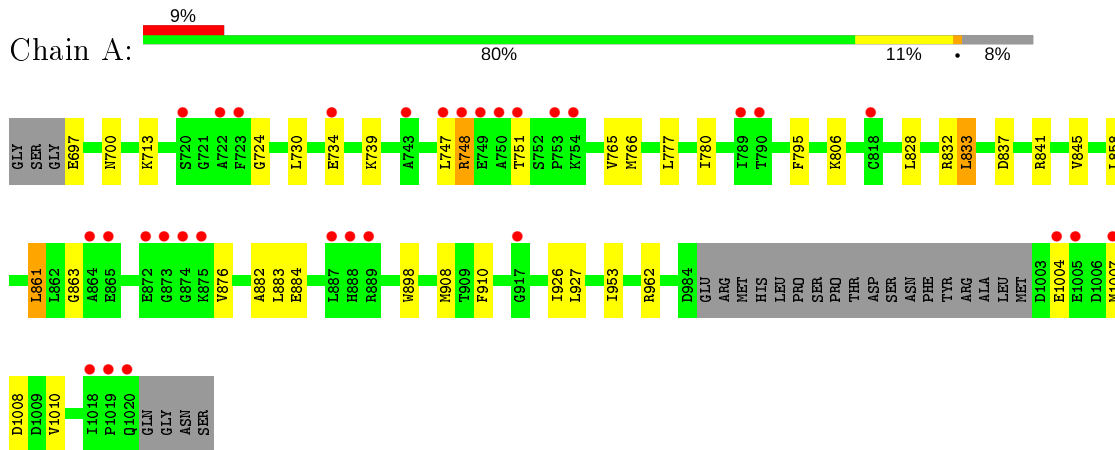 9%
Chain A:
80% 11% • 8%
GLY SER GLY E697 N700 K713 S720 G721 A722 F723 G724 L730 E734 K739 A743 L747 R748 E749 A750 T751 S752 P753 K754 V765 M766 L777 I780 T789 T790 F795 K806 C818 L828 R832 L833 D837 R841 V845
L861 L862 G863 A864 E865 E872 G873 G874 K875 V876 A882 L883 E884 L887 H888 R889 W898 M908 T909 F910 G917 I926 L927 I953 R962 D984 GLU ARG MET HIS LEU PRO SER PRO THR ASP SER ASN PHE TYR ARG ALA LEU MET D1003 E1004 E1005 D1006 M1007
D1008 D1009 V1010 I1018 P1019 Q1020 GLN GLY ASN SER